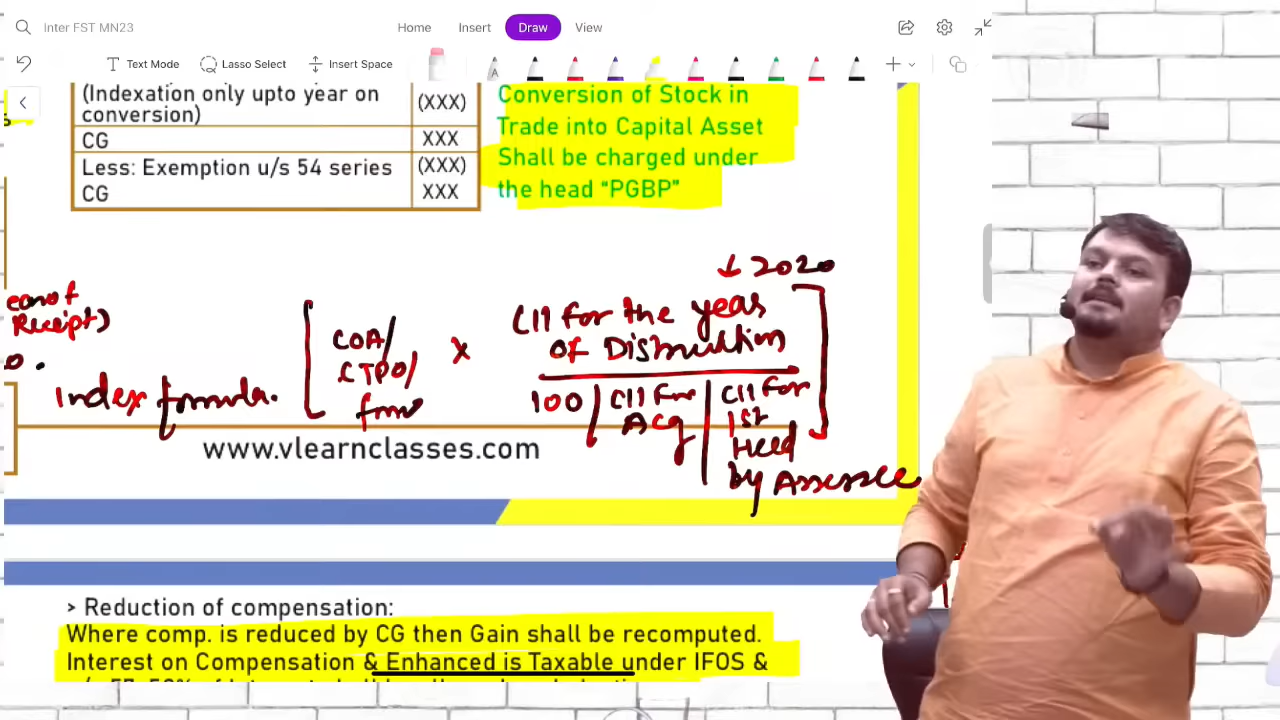 Inter FST MN23
Home
Insert
Draw
View
Text Mode
Lasso Select
Insert Space
(Indexation only upto year on
conversion)
(XXX)
CG
XXX
Less: Exemption u/s 54 series
(XXX)
CG
XXX
Conversion of Stock in
Trade into Capital Asset
Shall be charged under
the head “PGBP”
Receipt)
Index formula.
COA/
CTPO/
fmv
×
↓ 2020
CII for the year
of Distruction
100
CII For
Acq
CII For
1st
Held
by Assessee
www.vlearnclasses.com
> Reduction of compensation:
Where comp. is reduced by CG then Gain shall be recomputed.
Interest on Compensation & Enhanced is Taxable under IFOS &